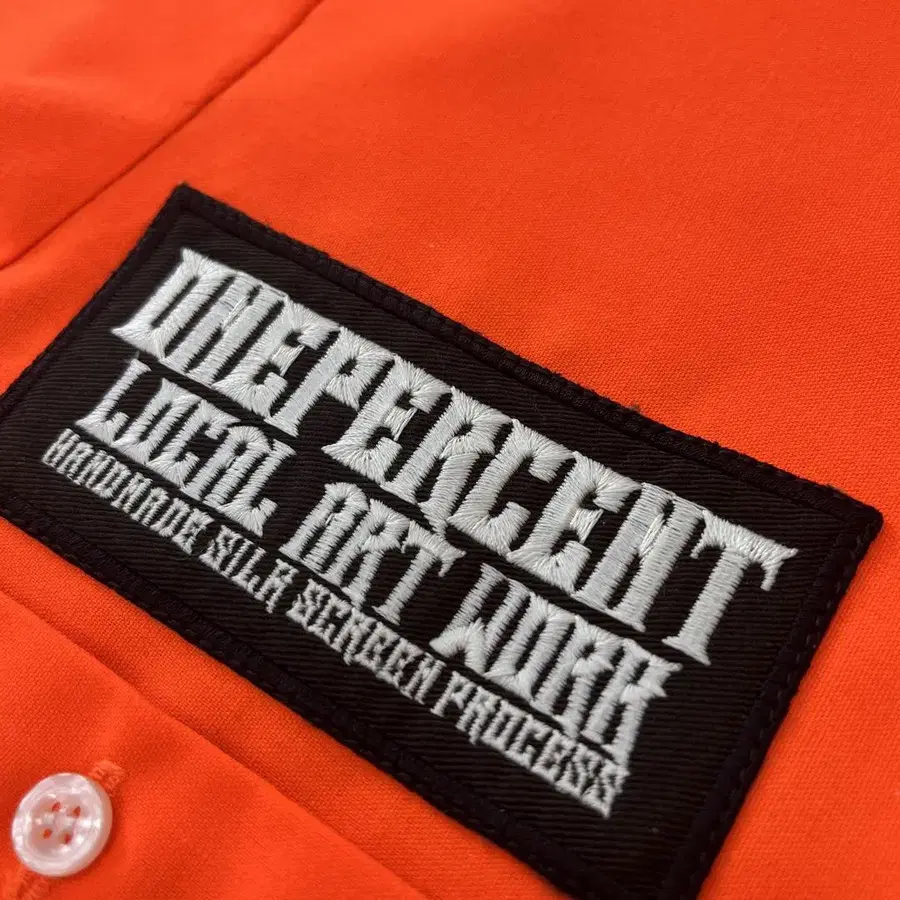 ONEPERCENT
LOCAL ART WORK
HANDMADE SILK SCREEN PROCESS